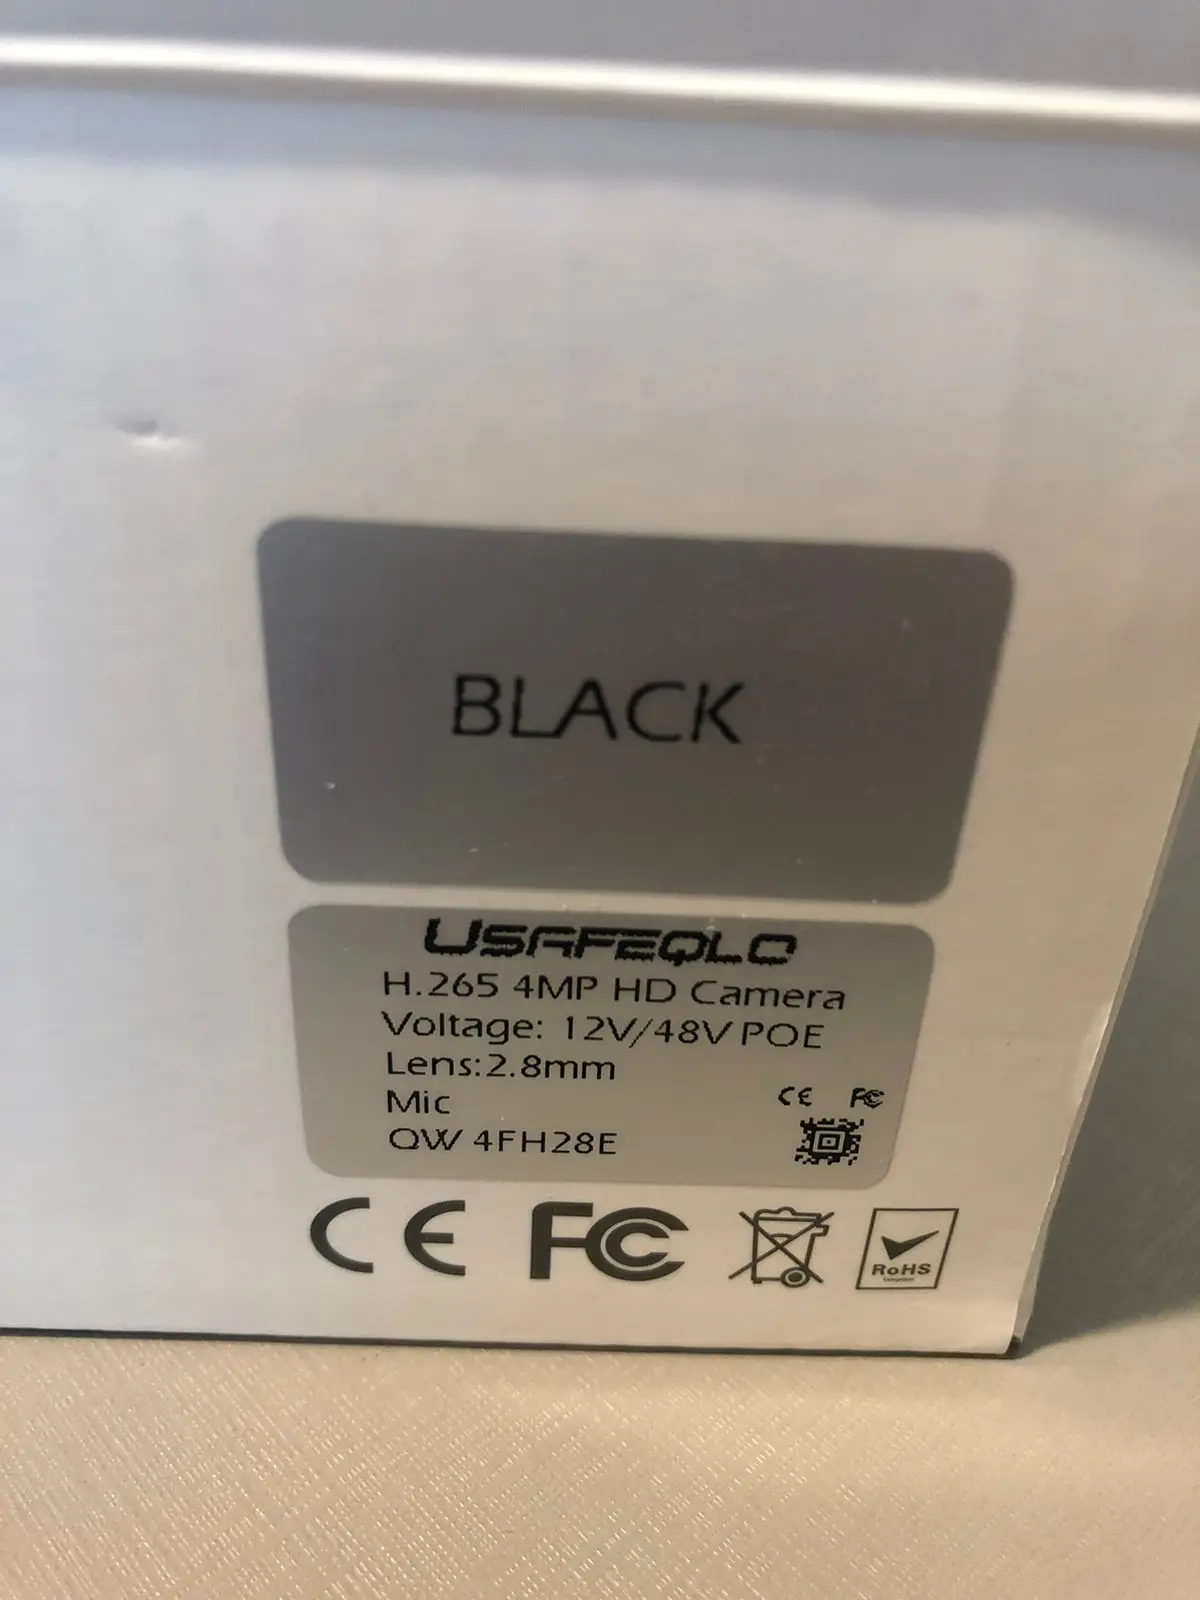 BLACK
USAFEQLO
H.265 4MP HD Camera
Voltage: 12V/48V POE
Lens:2.8mm
Mic
CE FC
QW 4FH28E
CE FC
RoHS